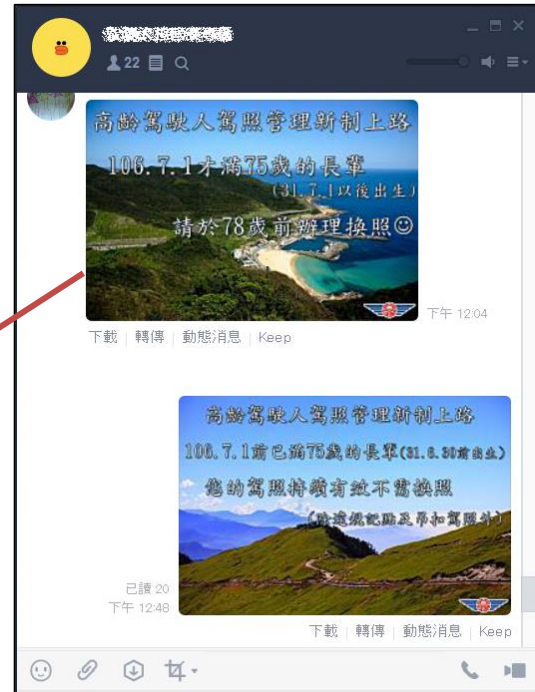 22
高齡駕駛人駕照管理新制上路
106.7.1才滿75歲的長輩
(31.7.1以後出生)
請於78歲前辦理換照☺
下午 12:04
下載 | 轉傳 | 動態消息 | Keep
高齡駕駛人駕照管理新制上路
106.7.1前已滿75歲的長輩(31.6.30前出生)
您的駕照持續有效不需換照
(除違規記點及吊扣駕照外)
已讀 20
下午 12:48
下載 | 轉傳 | 動態消息 | Keep